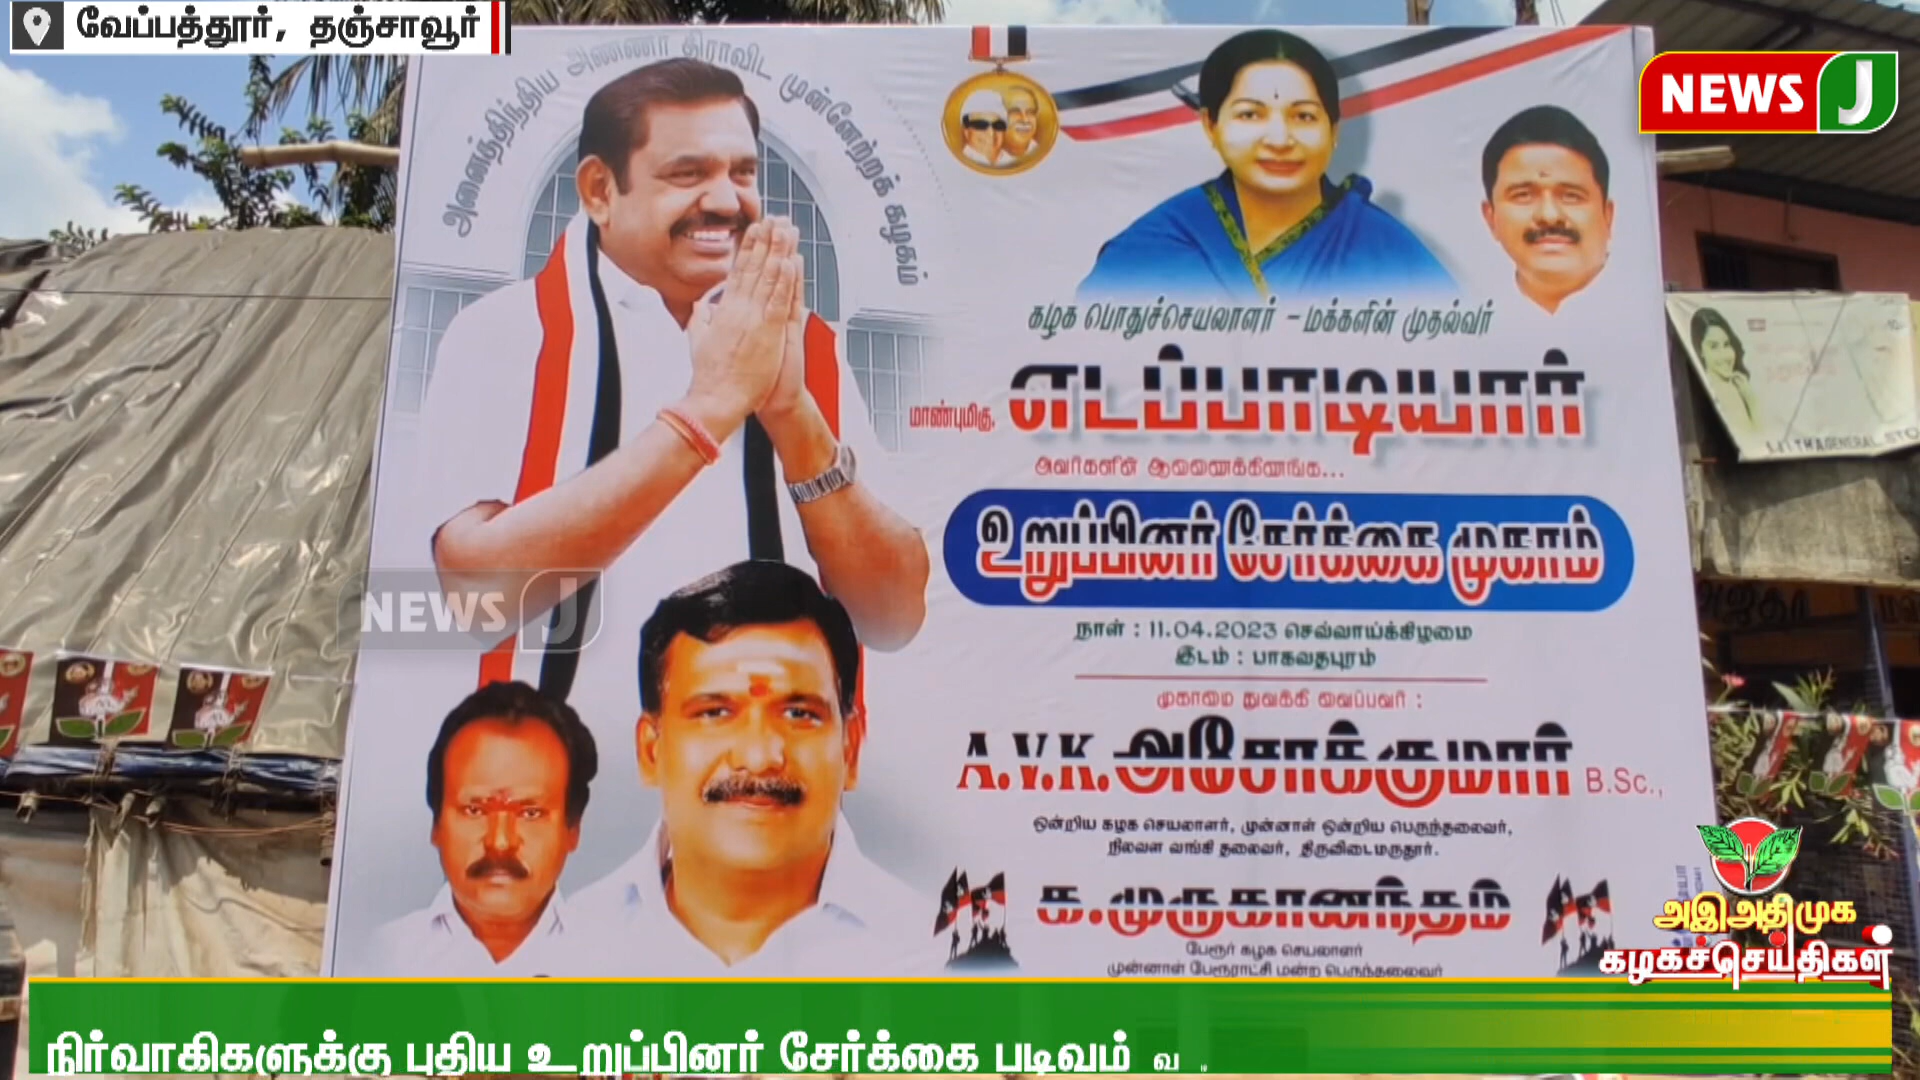 வேப்பத்தூர், தஞ்சாவூர்
NEWS J
அனைத்திந்திய அண்ணா திராவிட முன்னேற்றக் கழகம்
கழக பொதுச்செயலாளர் - மக்களின் முதல்வர்
மாண்புமிகு. எடப்பாடியார்
அவர்களின் ஆணைக்கிணங்க...
உறுப்பினர் சேர்க்கை முகாம்
நாள் : 11.04.2023 செவ்வாய்க்கிழமை
இடம் : பாகவதபுரம்
முகாமை துவக்கி வைப்பவர் :
A.V.K.அசோக்குமார் B.Sc.,
ஒன்றிய கழக செயலாளர், முன்னாள் ஒன்றிய பெருந்தலைவர்,
நிலவள வங்கி தலைவர், திருவிடைமருதூர்.
க.முருகானந்தம்
பேரூர் கழக செயலாளர்
முன்னாள் பேரூராட்சி மன்ற பெருந்தலைவர்
NEWS J
GENERAL STO
அஇஅதிமுக
கழகச்செய்திகள்
நிர்வாகிகளுக்கு புதிய உறுப்பினர் சேர்க்கை படிவம் வ